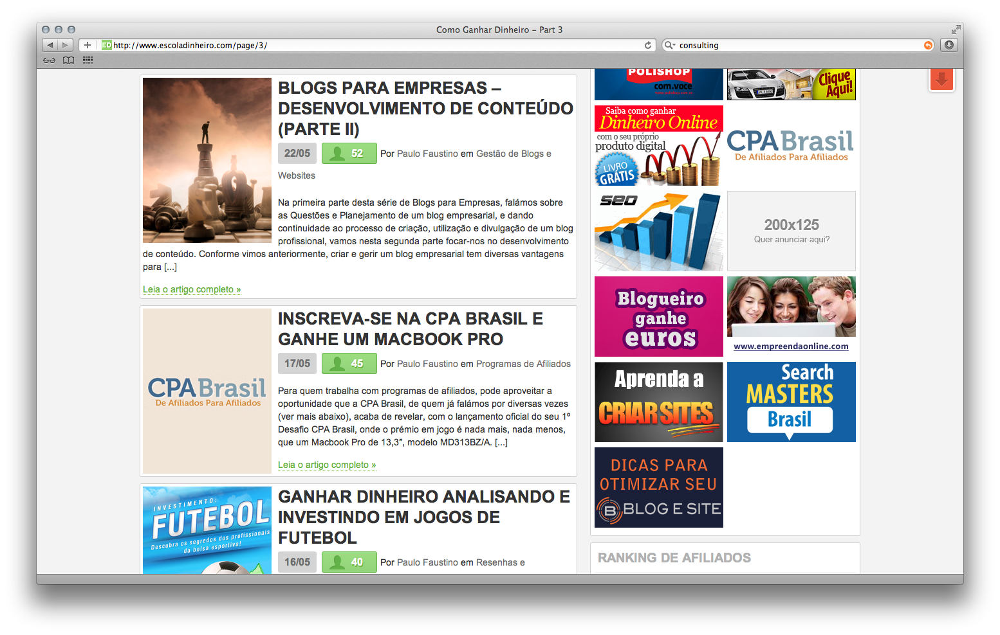 Como Ganhar Dinheiro – Part 3
ED http://www.escoladinheiro.com/page/3/
consulting
BLOGS PARA EMPRESAS –
DESENVOLVIMENTO DE CONTEÚDO
(PARTE II)
22/05 52 Por Paulo Faustino em Gestão de Blogs e
Websites
Na primeira parte desta série de Blogs para Empresas, falámos sobre
as Questões e Planejamento de um blog empresarial, e dando
continuidade ao processo de criação, utilização e divulgação de um blog
profissional, vamos nesta segunda parte focar-nos no desenvolvimento
de conteúdo. Conforme vimos anteriormente, criar e gerir um blog empresarial tem diversas vantagens
para [...]
Leia o artigo completo »
CPA Brasil
De Afiliados Para Afiliados
INSCREVA-SE NA CPA BRASIL E
GANHE UM MACBOOK PRO
17/05 45 Por Paulo Faustino em Programas de Afiliados
Para quem trabalha com programas de afiliados, pode aproveitar a
oportunidade que a CPA Brasil, de quem já falámos por diversas vezes
(ver mais abaixo), acaba de revelar, com o lançamento oficial do seu 1º
Desafio CPA Brasil, onde o prémio em jogo é nada mais, nada menos,
que um Macbook Pro de 13,3″, modelo MD313BZ/A. [...]
Leia o artigo completo »
INVESTIMENTO:
FUTEBOL
Descubra os segredos dos profissionais
da bolsa esportiva!
GANHAR DINHEIRO ANALISANDO E
INVESTINDO EM JOGOS DE
FUTEBOL
16/05 40 Por Paulo Faustino em Resenhas e
POLISHOP
com.voce
www.polishop.com.vc
Clique
Aqui!
Saiba como ganhar
Dinheiro Online
com o seu próprio
produto digital
LIVRO
GRÁTIS
CPA Brasil
De Afiliados Para Afiliados
SEO
200x125
Quer anunciar aqui?
Blogueiro
ganhe
euros
www.empreendaonline.com
Aprenda a
CRIAR SITES
Search
MASTERS
Brasil
DICAS PARA
OTIMIZAR SEU
B BLOG E SITE
RANKING DE AFILIADOS